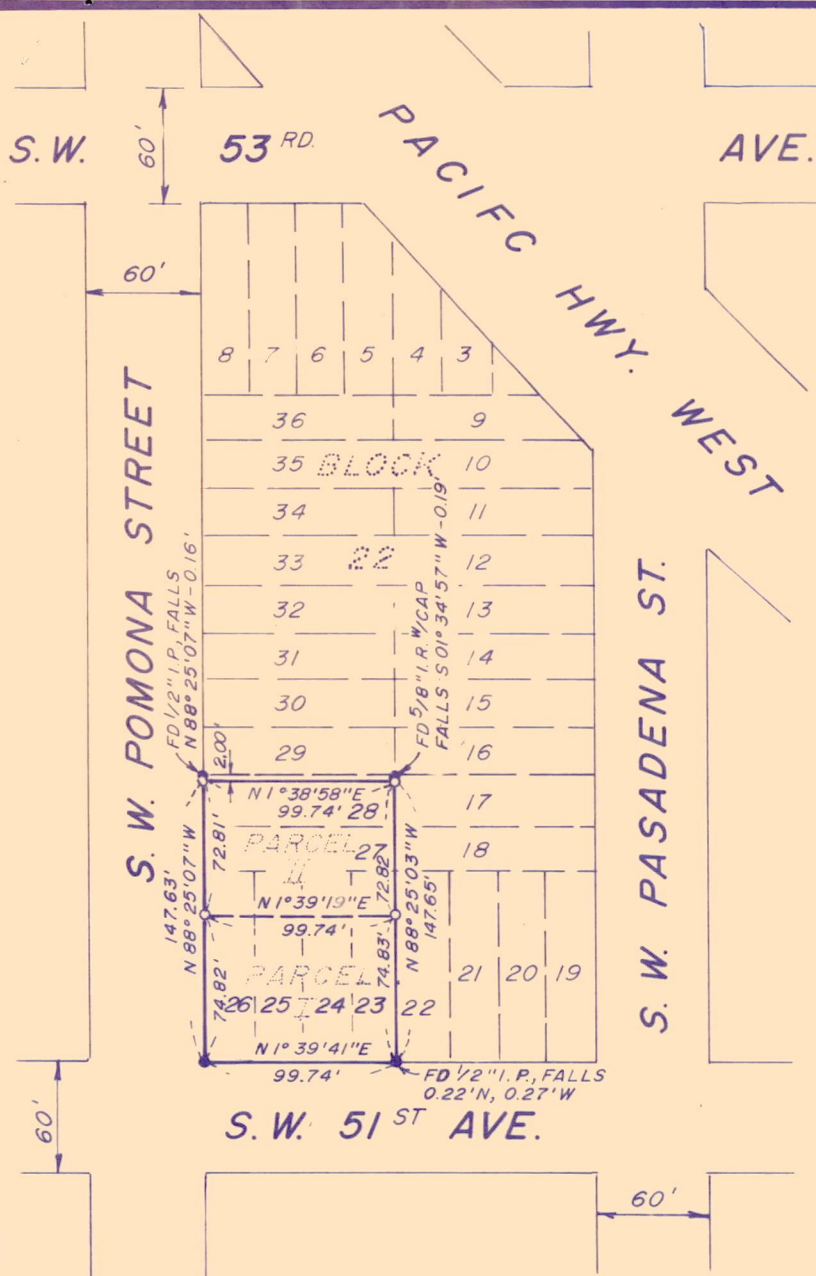 S.W. 53 RD. AVE.
60'
PACIFC HWY. WEST
60'
S. W. POMONA STREET
8 7 6 5 4 3
36 9
35 BLOCK 10
34 11
33 22 12
32 13
31 14
30 15
29 16
28 17
27 18
FD 1/2" I.P., FALLS
N 88° 25' 07" W - 0.16'
FD 5/8" I.R. W/CAP
FALLS S 01° 34' 57" W - 0.19'
2.00'
N 1° 38' 58" E
99.74'
72.81'
PARCEL
II
72.82'
N 88° 25' 03" W
147.65'
147.63'
N 88° 25' 07" W
N 1° 39' 19" E
99.74'
74.82'
PARCEL
I
74.83'
26 25 24 23 22 21 20 19
N 1° 39' 41" E
99.74'
FD 1/2" I.P., FALLS
0.22' N, 0.27' W
S. W. PASADENA ST.
60'
S. W. 51 ST AVE.
60'